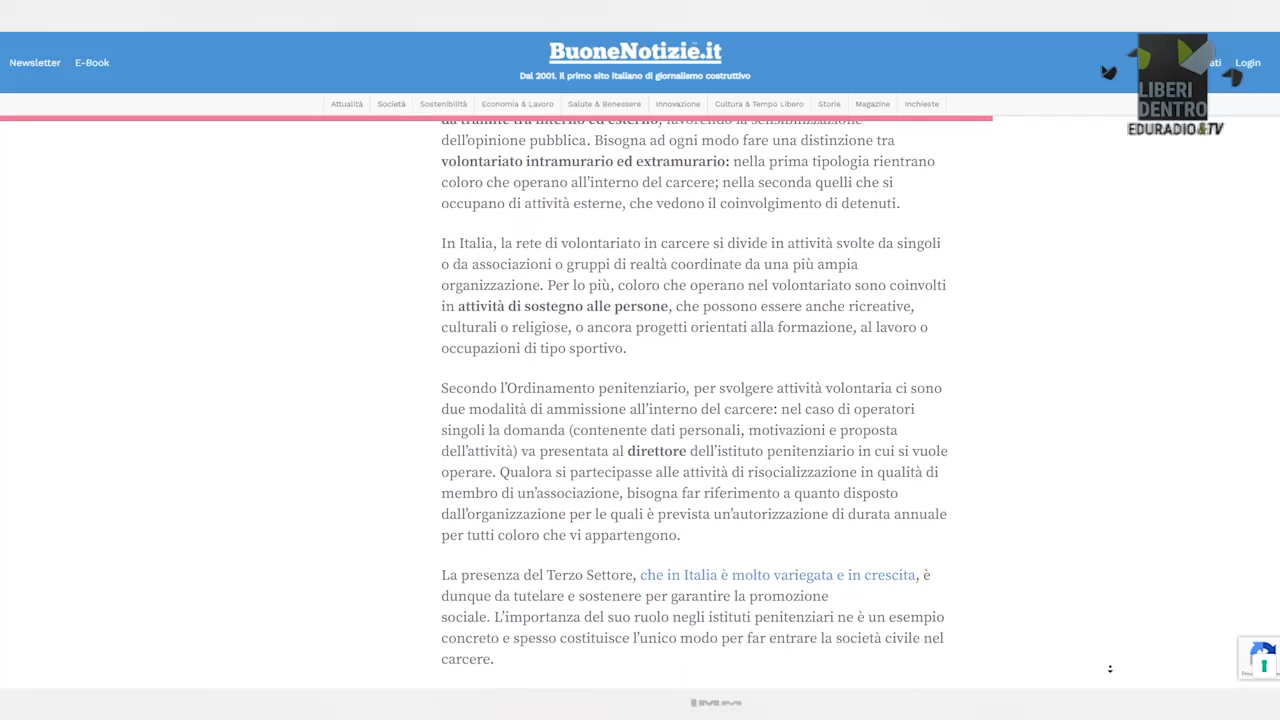 Newsletter
E-Book
BuoneNotizie.it
Dal 2001. Il primo sito italiano di giornalismo costruttivo
Login
LIBERI
DENTRO
EDURADIO&TV
Attualità
Società
Sostenibilità
Economia & Lavoro
Salute & Benessere
Innovazione
Cultura & Tempo Libero
Storie
Magazine
Inchieste
da tramite tra interno ed esterno, favorendo la sensibilizzazione
dell'opinione pubblica. Bisogna ad ogni modo fare una distinzione tra
volontariato intramurario ed extramurario: nella prima tipologia rientrano
coloro che operano all'interno del carcere; nella seconda quelli che si
occupano di attività esterne, che vedono il coinvolgimento di detenuti.
In Italia, la rete di volontariato in carcere si divide in attività svolte da singoli
o da associazioni o gruppi di realtà coordinate da una più ampia
organizzazione. Per lo più, coloro che operano nel volontariato sono coinvolti
in attività di sostegno alle persone, che possono essere anche ricreative,
culturali o religiose, o ancora progetti orientati alla formazione, al lavoro o
occupazioni di tipo sportivo.
Secondo l'Ordinamento penitenziario, per svolgere attività volontaria ci sono
due modalità di ammissione all'interno del carcere: nel caso di operatori
singoli la domanda (contenente dati personali, motivazioni e proposta
dell'attività) va presentata al direttore dell'istituto penitenziario in cui si vuole
operare. Qualora si partecipasse alle attività di risocializzazione in qualità di
membro di un'associazione, bisogna far riferimento a quanto disposto
dall'organizzazione per le quali è prevista un'autorizzazione di durata annuale
per tutti coloro che vi appartengono.
La presenza del Terzo Settore, che in Italia è molto variegata e in crescita, è
dunque da tutelare e sostenere per garantire la promozione
sociale. L'importanza del suo ruolo negli istituti penitenziari ne è un esempio
concreto e spesso costituisce l'unico modo per far entrare la società civile nel
carcere.